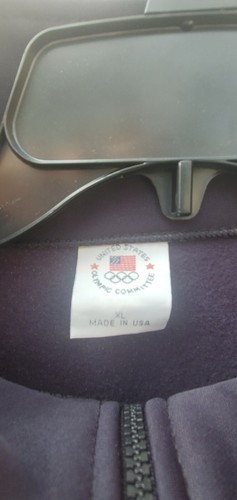 UNITED STATES
OLYMPIC COMMITTEE
XL
MADE IN USA